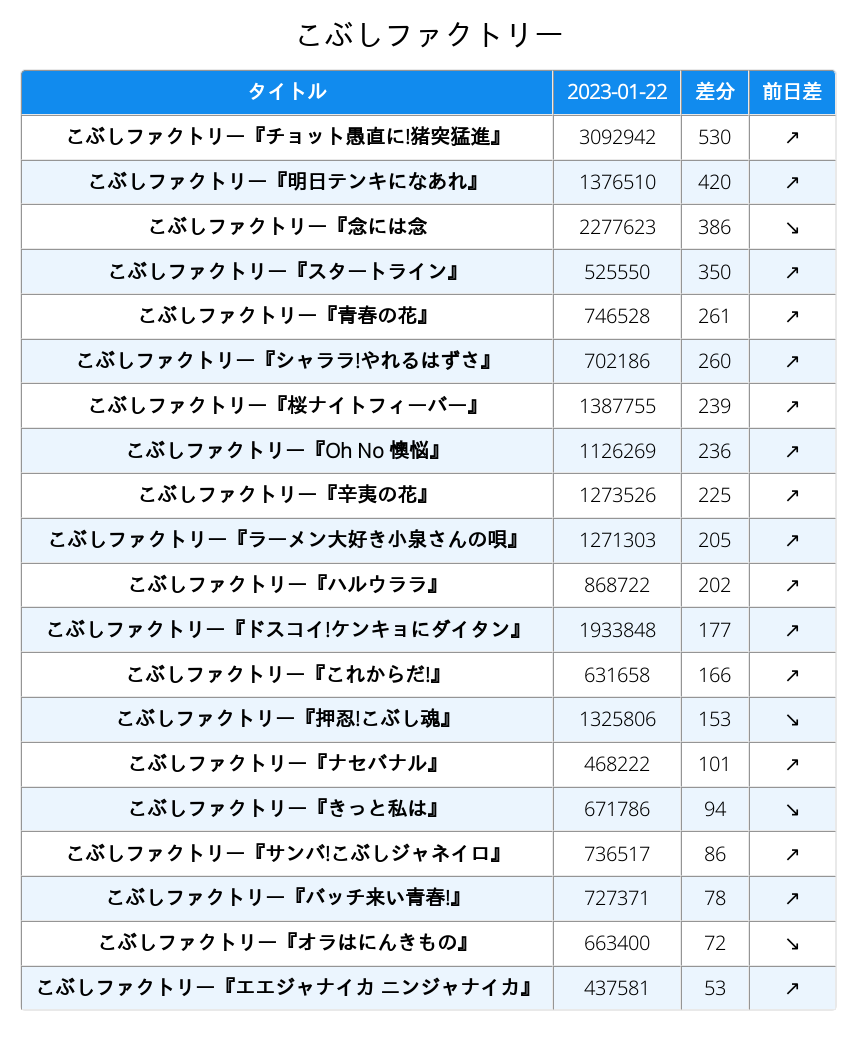 こぶしファクトリー
タイトル 2023-01-22 差分 前日差
こぶしファクトリー『チョット愚直に!猪突猛進』 3092942 530 ↗
こぶしファクトリー『明日テンキになあれ』 1376510 420 ↗
こぶしファクトリー『念には念 2277623 386 ↘
こぶしファクトリー『スタートライン』 525550 350 ↗
こぶしファクトリー『青春の花』 746528 261 ↗
こぶしファクトリー『シャララ!やれるはずさ』 702186 260 ↗
こぶしファクトリー『桜ナイトフィーバー』 1387755 239 ↗
こぶしファクトリー『Oh No 懊悩』 1126269 236 ↗
こぶしファクトリー『辛夷の花』 1273526 225 ↗
こぶしファクトリー『ラーメン大好き小泉さんの唄』 1271303 205 ↗
こぶしファクトリー『ハルウララ』 868722 202 ↗
こぶしファクトリー『ドスコイ!ケンキョにダイタン』 1933848 177 ↗
こぶしファクトリー『これからだ!』 631658 166 ↗
こぶしファクトリー『押忍!こぶし魂』 1325806 153 ↘
こぶしファクトリー『ナセバナル』 468222 101 ↗
こぶしファクトリー『きっと私は』 671786 94 ↘
こぶしファクトリー『サンバ!こぶしジャネイロ』 736517 86 ↗
こぶしファクトリー『バッチ来い青春!』 727371 78 ↗
こぶしファクトリー『オラはにんきもの』 663400 72 ↘
こぶしファクトリー『エエジャナイカ ニンジャナイカ』 437581 53 ↗